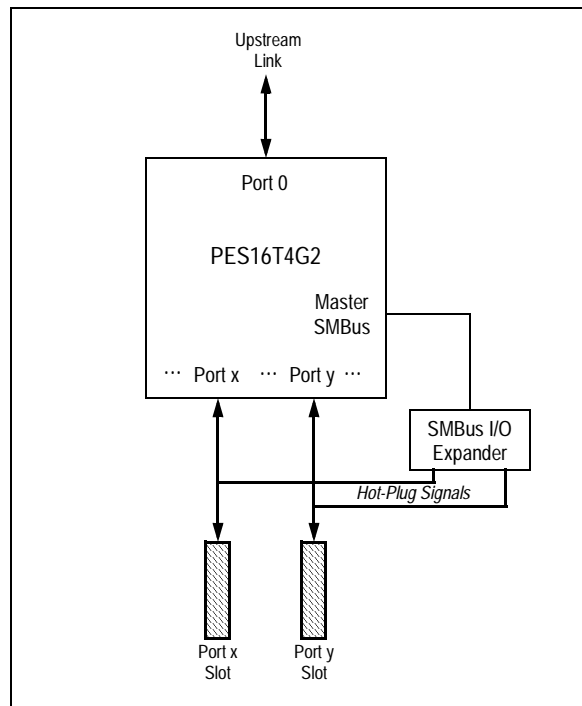 Upstream
Link
Port 0
PES16T4G2
Master
SMBus
··· Port x ··· Port y ···
SMBus I/O
Expander
Hot-Plug Signals
Port x
Slot
Port y
Slot